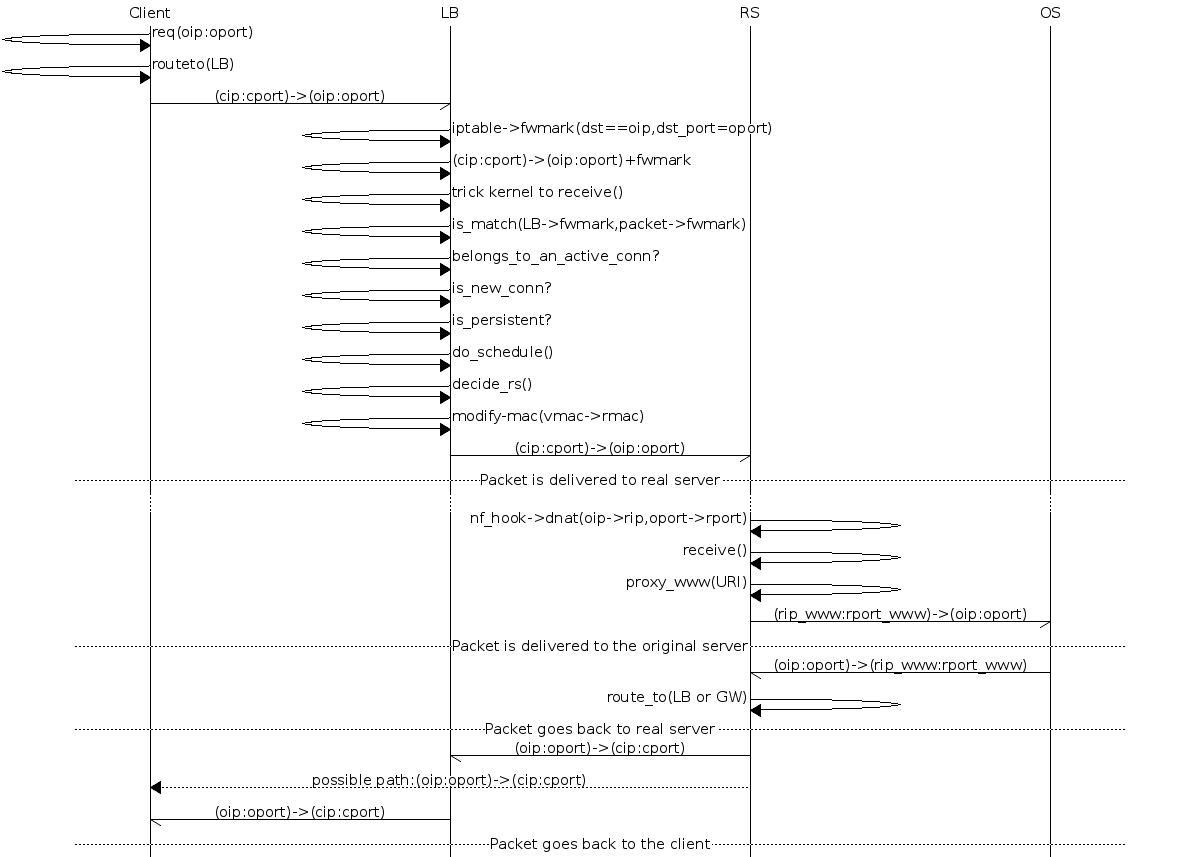 Client LB RS OS
req(oip:oport)
routeto(LB)
(cip:cport)->(oip:oport)
iptable->fwmark(dst==oip,dst_port=oport)
(cip:cport)->(oip:oport)+fwmark
trick kernel to receive()
is_match(LB->fwmark,packet->fwmark)
belongs_to_an_active_conn?
is_new_conn?
is_persistent?
do_schedule()
decide_rs()
modify-mac(vmac->rmac)
(cip:cport)->(oip:oport)
Packet is delivered to real server
nf_hook->dnat(oip->rip,oport->rport)
receive()
proxy_www(URI)
(rip_www:rport_www)->(oip:oport)
Packet is delivered to the original server
(oip:oport)->(rip_www:rport_www)
route_to(LB or GW)
Packet goes back to real server
(oip:oport)->(cip:cport)
possible path:(oip:oport)->(cip:cport)
(oip:oport)->(cip:cport)
Packet goes back to the client